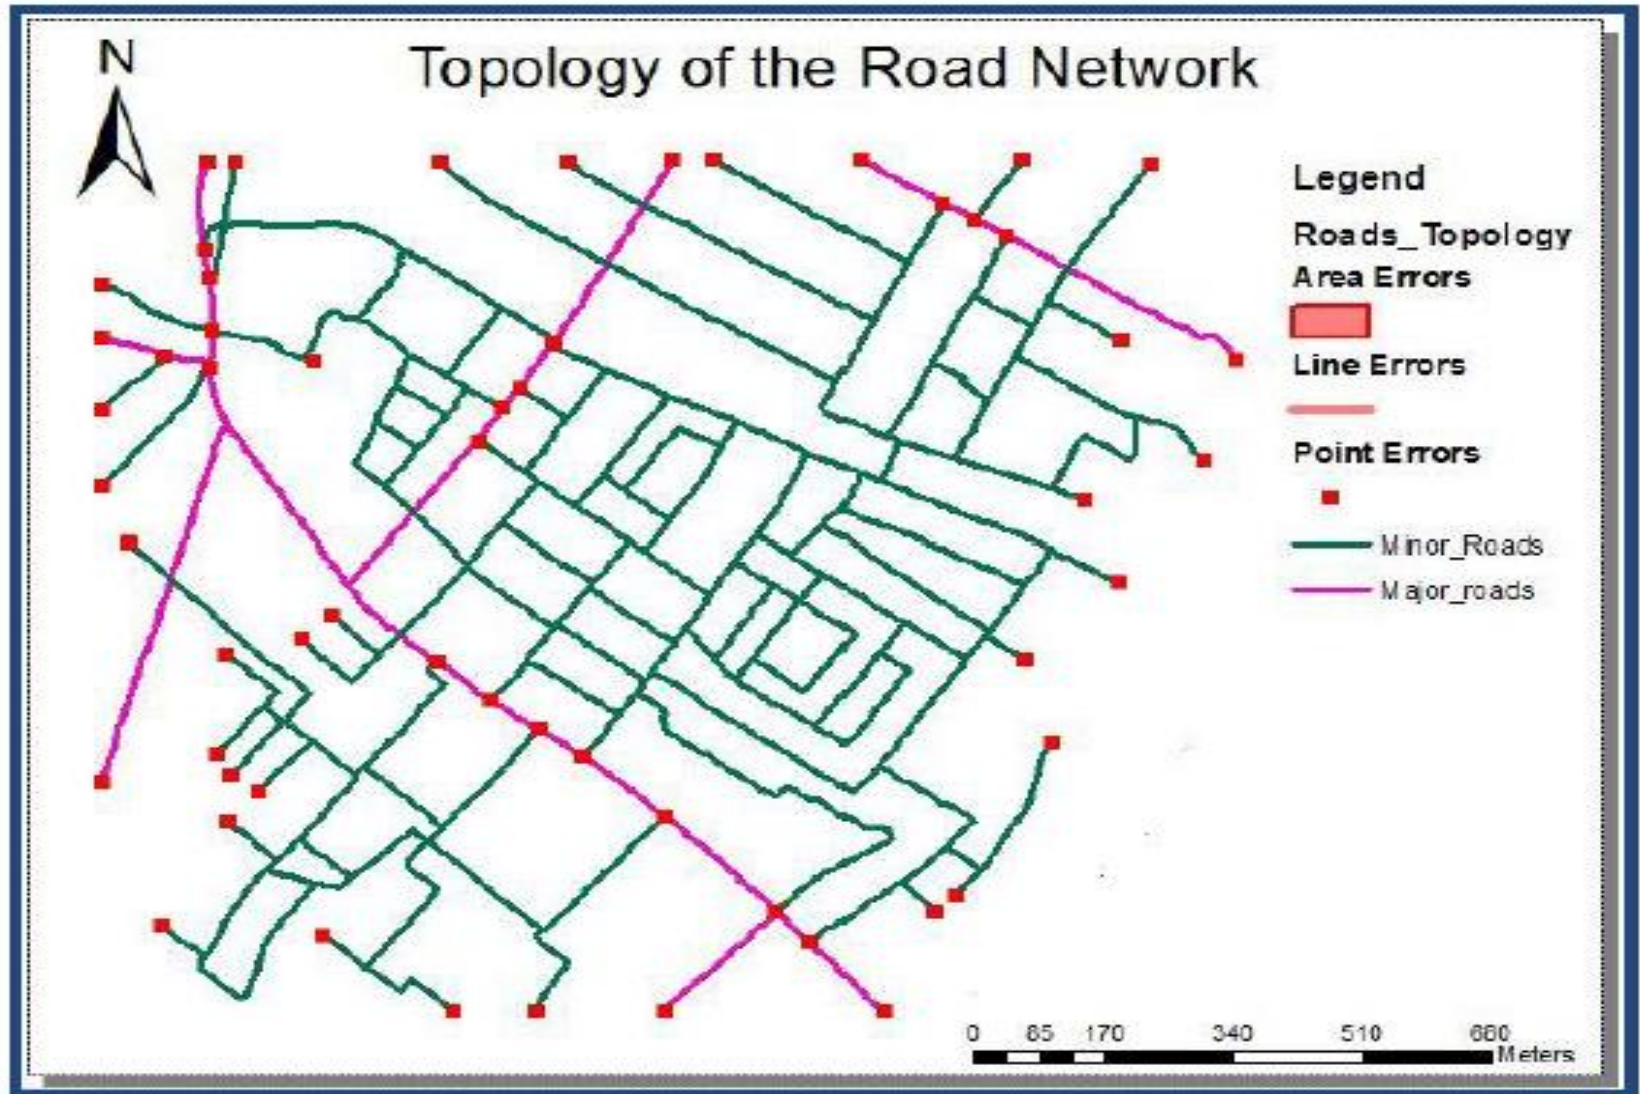 N
Topology of the Road Network
Legend
Roads_Topology
Area Errors
Line Errors
Point Errors
Minor_Roads
Major_roads
0 85 170 340 510 680
Meters